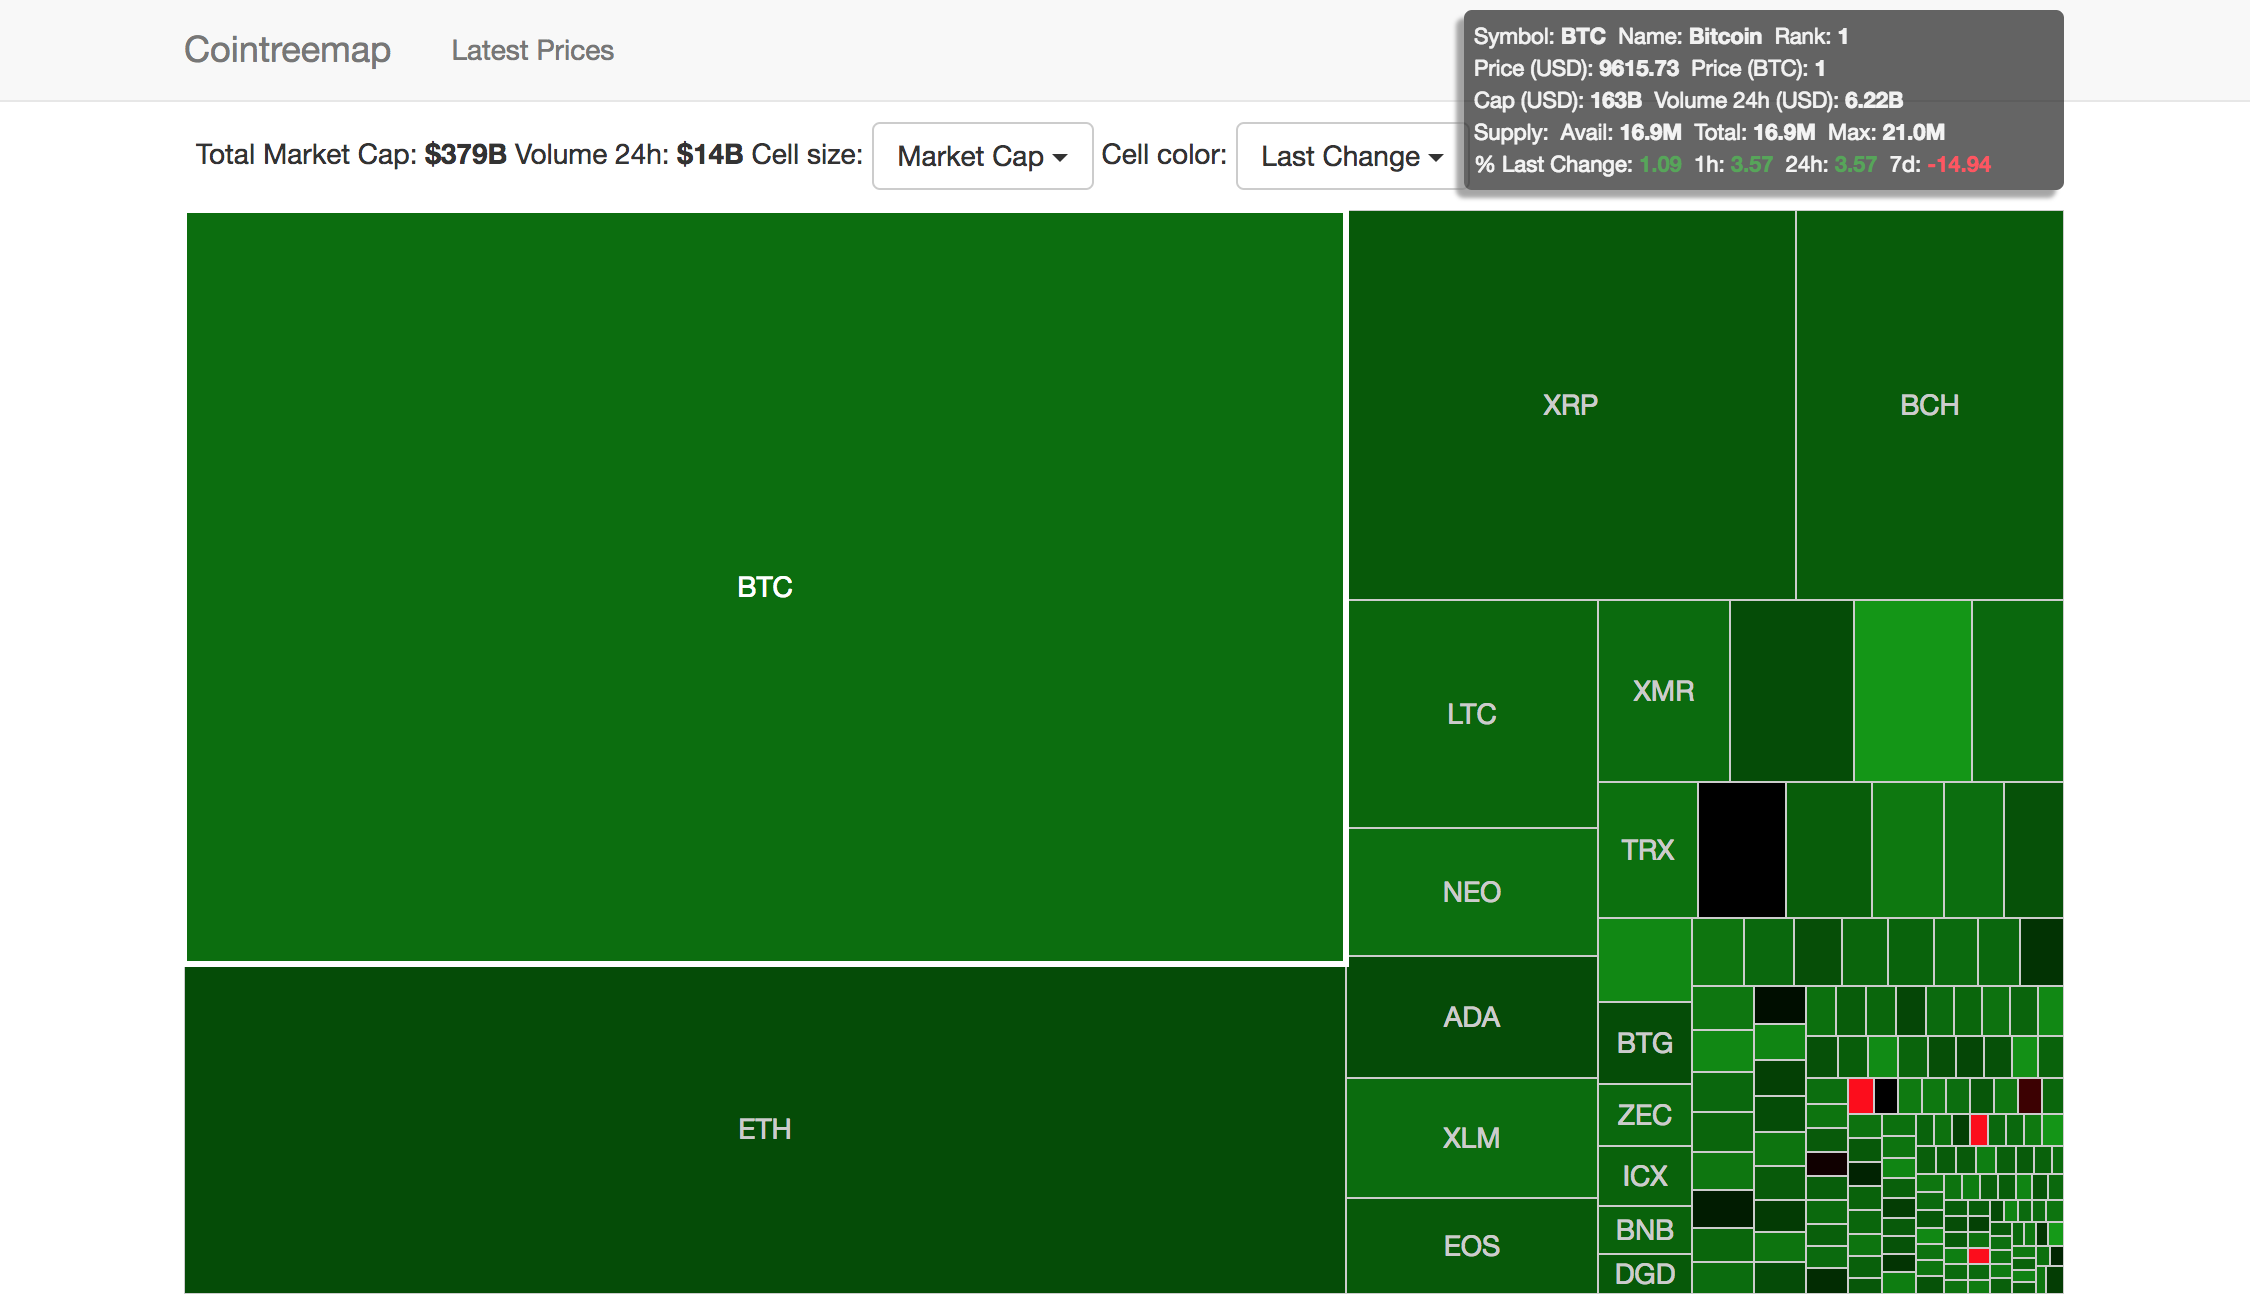 Cointreemap Latest Prices
Symbol: BTC Name: Bitcoin Rank: 1
Price (USD): 9615.73 Price (BTC): 1
Cap (USD): 163B Volume 24h (USD): 6.22B
Supply: Avail: 16.9M Total: 16.9M Max: 21.0M
% Last Change: 1.09 1h: 3.57 24h: 3.57 7d: -14.94
Total Market Cap: $379B Volume 24h: $14B Cell size: Market Cap Cell color: Last Change
BTC
ETH
XRP
BCH
LTC
NEO
ADA
XLM
EOS
XMR
TRX
BTG
ZEC
ICX
BNB
DGD